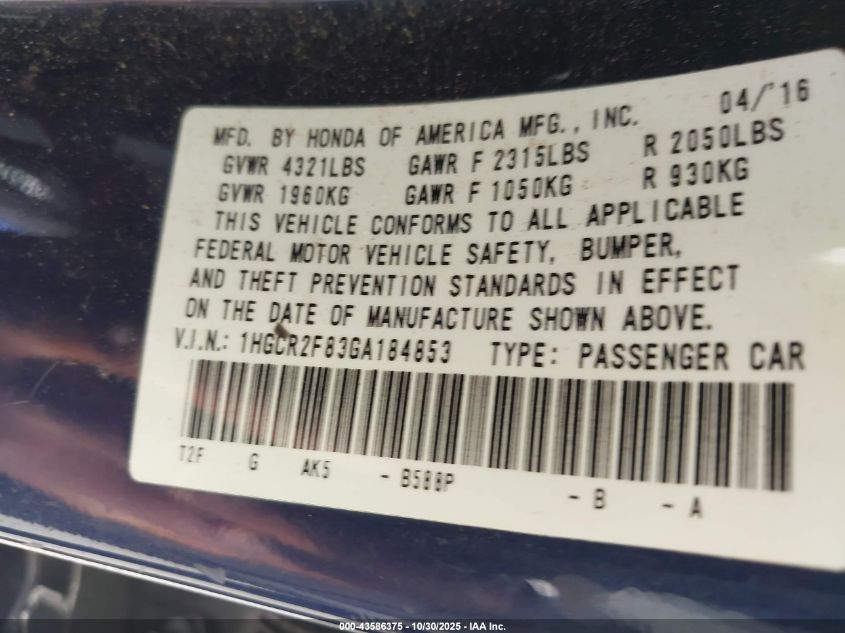 04/'16
MFD. BY HONDA OF AMERICA MFG., INC.
GVWR 4321LBS GAWR F 2315LBS R 2050LBS
GVWR 1960KG GAWR F 1050KG R 930KG
THIS VEHICLE CONFORMS TO ALL APPLICABLE
FEDERAL MOTOR VEHICLE SAFETY, BUMPER,
AND THEFT PREVENTION STANDARDS IN EFFECT
ON THE DATE OF MANUFACTURE SHOWN ABOVE.
V.I.N.: 1HGCR2F83GA184853 TYPE: PASSENGER CAR
T2F G AK5 - B588P - B - A
000-43586375 - 10/30/2025 - IAA Inc.